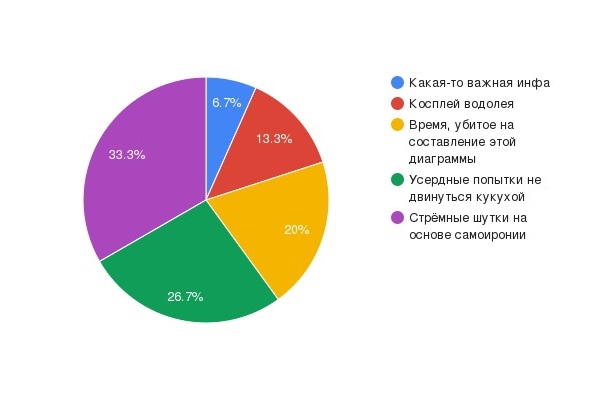 6.7%
13.3%
20%
26.7%
33.3%
Какая-то важная инфа
Косплей водолея
Время, убитое на
составление этой
диаграммы
Усердные попытки не
двинуться кукухой
Стрёмные шутки на
основе самоиронии